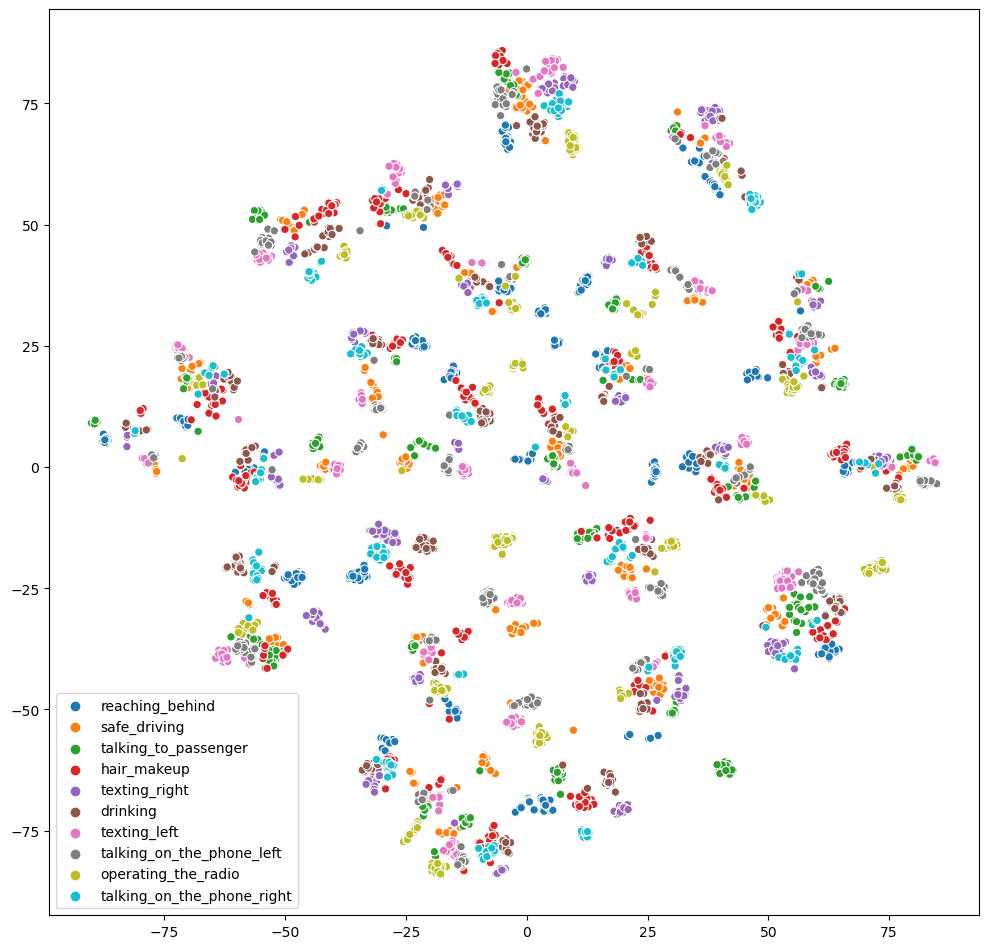 75
50
25
0
−25
−50
−75
reaching_behind
safe_driving
talking_to_passenger
hair_makeup
texting_right
drinking
texting_left
talking_on_the_phone_left
operating_the_radio
talking_on_the_phone_right
−75 −50 −25 0 25 50 75